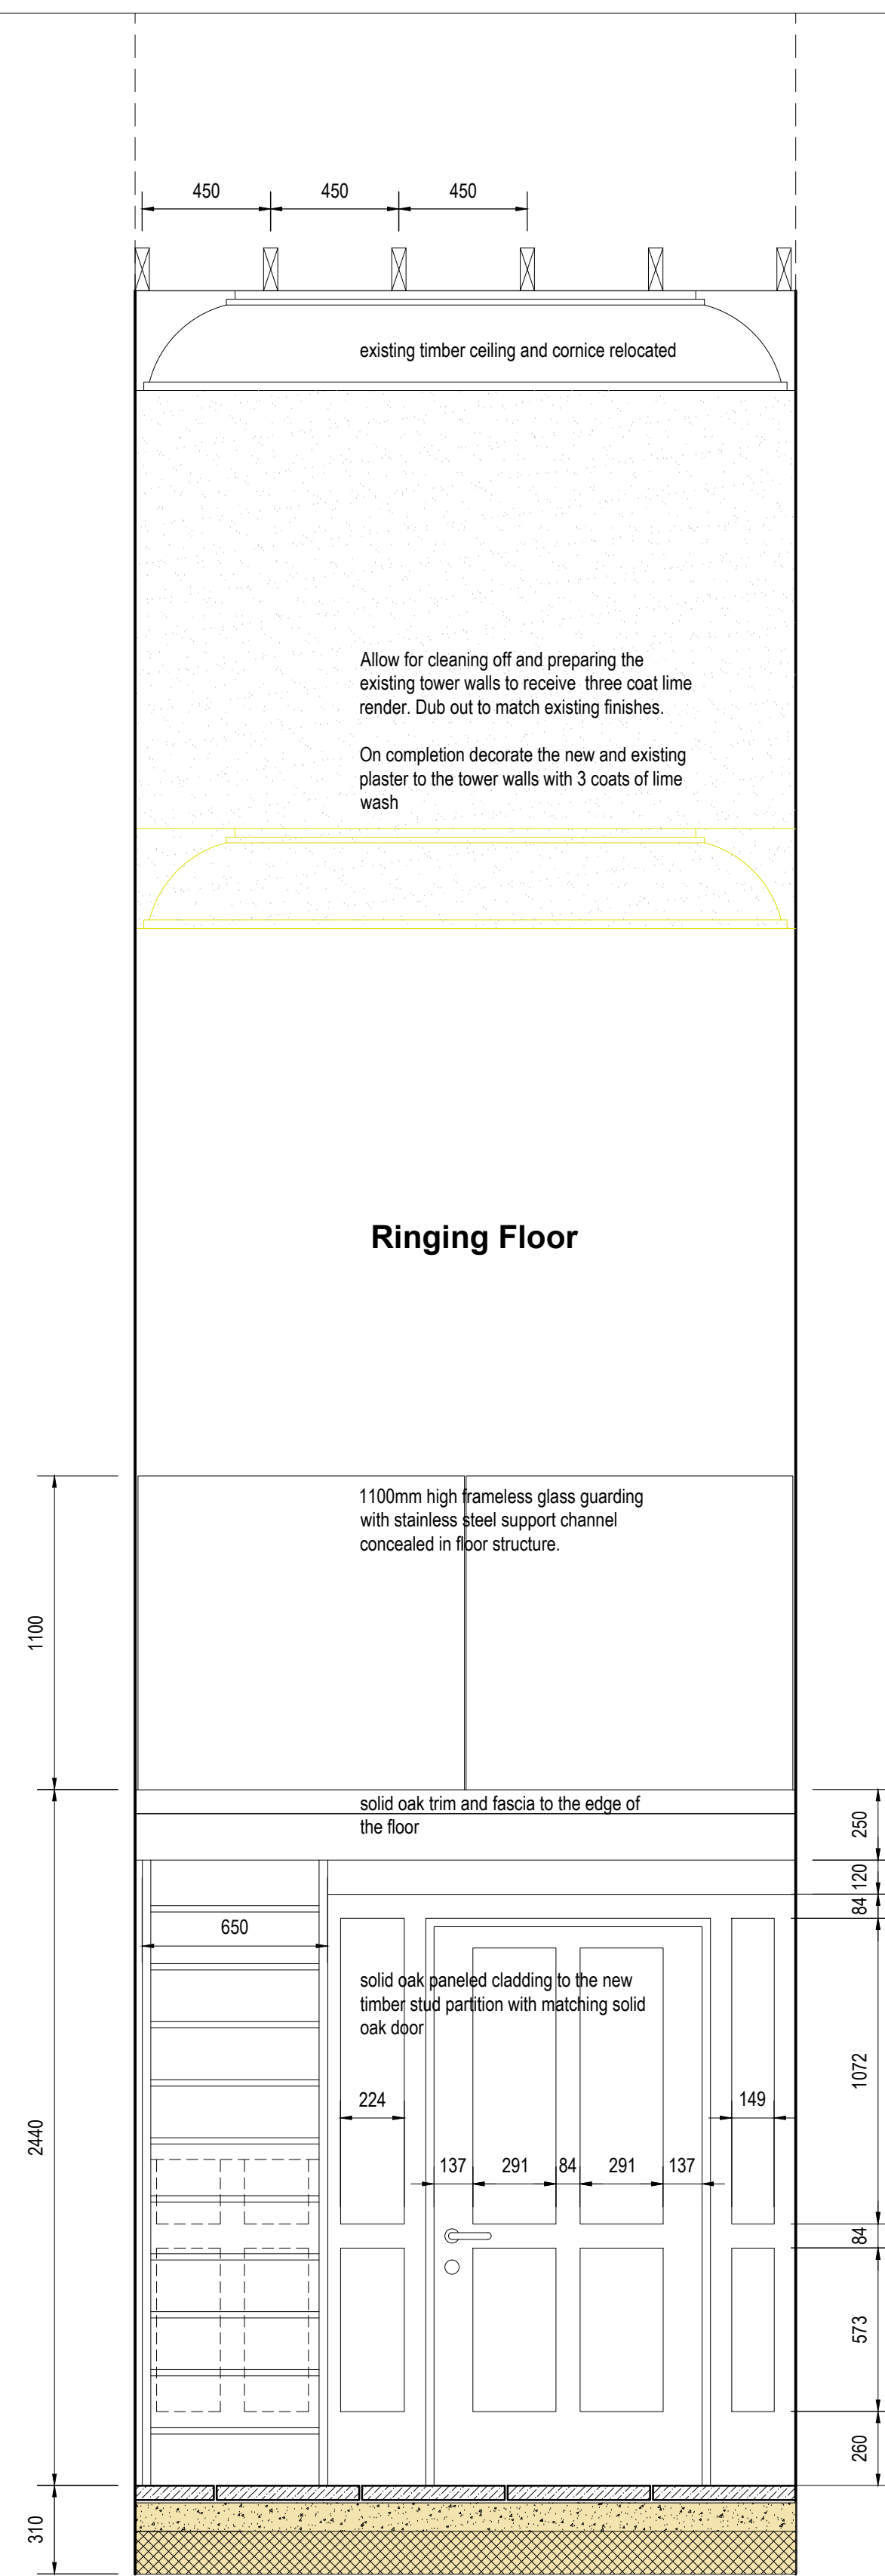 450
450
450
existing timber ceiling and cornice relocated
Allow for cleaning off and preparing the
existing tower walls to receive three coat lime
render. Dub out to match existing finishes.
On completion decorate the new and existing
plaster to the tower walls with 3 coats of lime
wash
Ringing Floor
1100mm high frameless glass guarding
with stainless steel support channel
concealed in floor structure.
1100
solid oak trim and fascia to the edge of
the floor
250
120
84
650
solid oak paneled cladding to the new
timber stud partition with matching solid
oak door
1072
224
149
2440
137
291
84
291
137
84
573
260
310